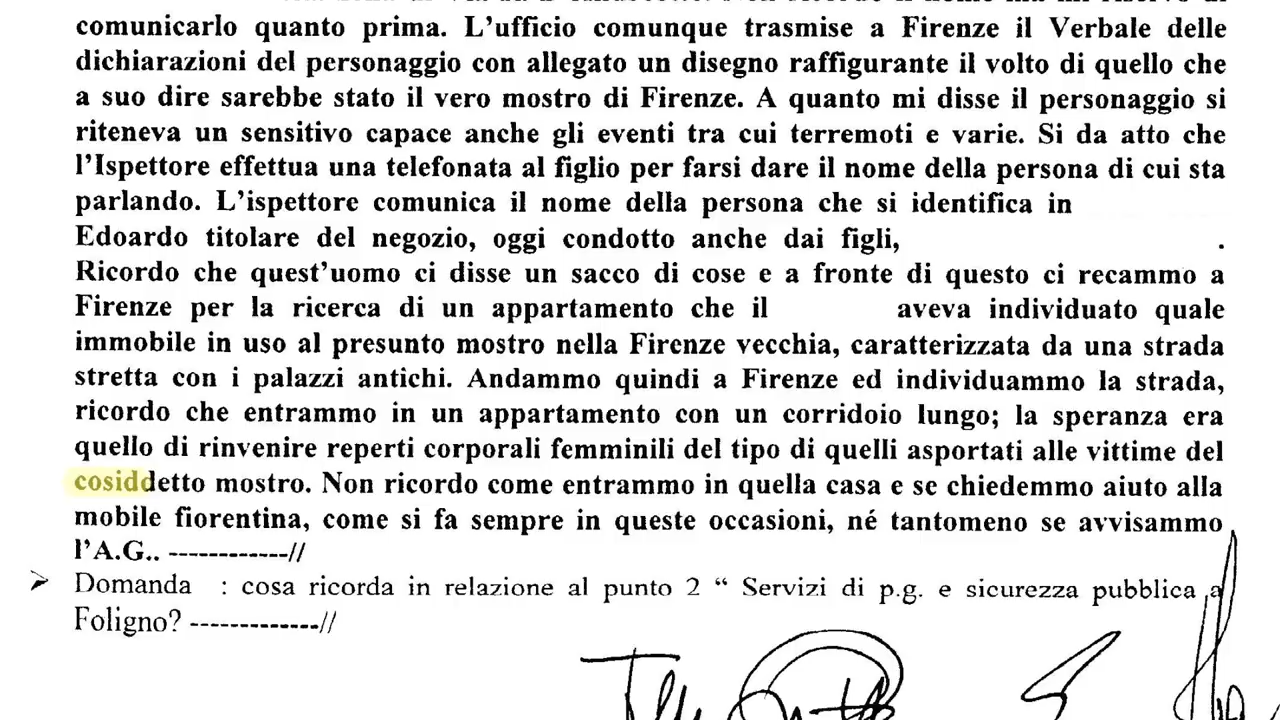 comunicarlo quanto prima. L'ufficio comunque trasmise a Firenze il Verbale delle
dichiarazioni del personaggio con allegato un disegno raffigurante il volto di quello che
a suo dire sarebbe stato il vero mostro di Firenze. A quanto mi disse il personaggio si
riteneva un sensitivo capace anche gli eventi tra cui terremoti e varie. Si da atto che
l'Ispettore effettua una telefonata al figlio per farsi dare il nome della persona di cui sta
parlando. L'ispettore comunica il nome della persona che si identifica in
Edoardo titolare del negozio, oggi condotto anche dai figli, .
Ricordo che quest'uomo ci disse un sacco di cose e a fronte di questo ci recammo a
Firenze per la ricerca di un appartamento che il aveva individuato quale
immobile in uso al presunto mostro nella Firenze vecchia, caratterizzata da una strada
stretta con i palazzi antichi. Andammo quindi a Firenze ed individuammo la strada,
ricordo che entrammo in un appartamento con un corridoio lungo; la speranza era
quello di rinvenire reperti corporali femminili del tipo di quelli asportati alle vittime del
cosiddetto mostro. Non ricordo come entrammo in quella casa e se chiedemmo aiuto alla
mobile fiorentina, come si fa sempre in queste occasioni, né tantomeno se avvisammo
l'A.G.. ------------//
➢ Domanda : cosa ricorda in relazione al punto 2 “ Servizi di p.g. e sicurezza pubblica a
Foligno? -------------//